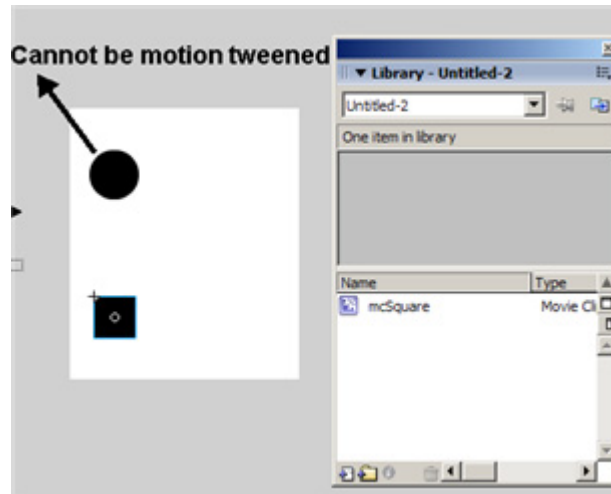 Cannot be motion tweened
Library - Untitled-2
Untitled-2
One item in library
Name Type
mcSquare Movie Cli